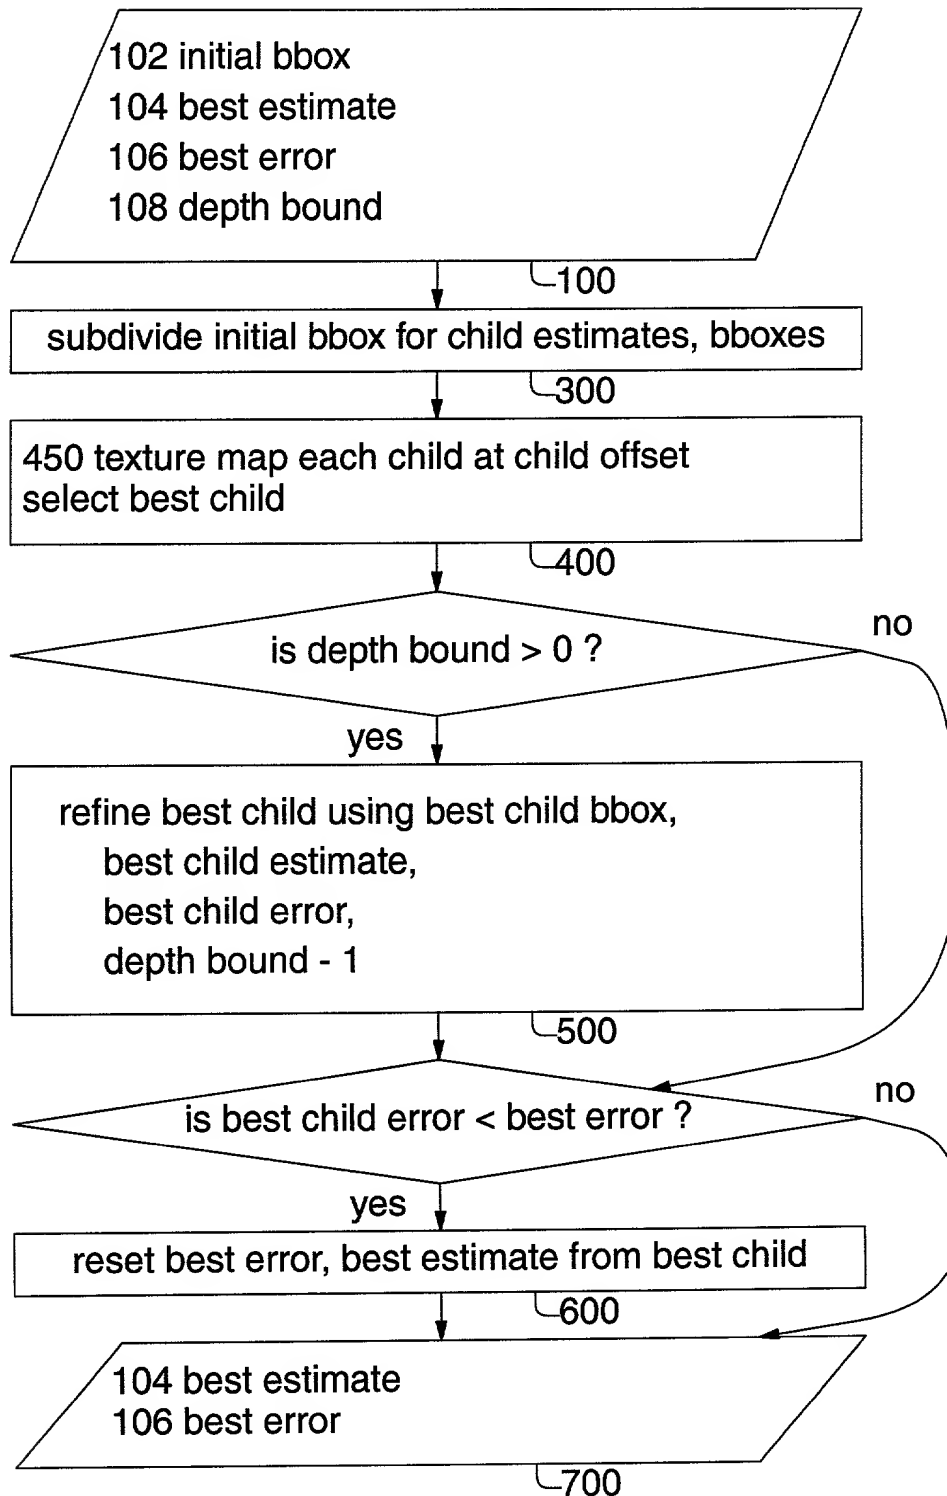 102 initial bbox
104 best estimate
106 best error
108 depth bound
100
subdivide initial bbox for child estimates, bboxes
300
450 texture map each child at child offset
select best child
400
is depth bound > 0 ?
no
yes
refine best child using best child bbox,
best child estimate,
best child error,
depth bound - 1
500
is best child error < best error ?
no
yes
reset best error, best estimate from best child
600
104 best estimate
106 best error
700